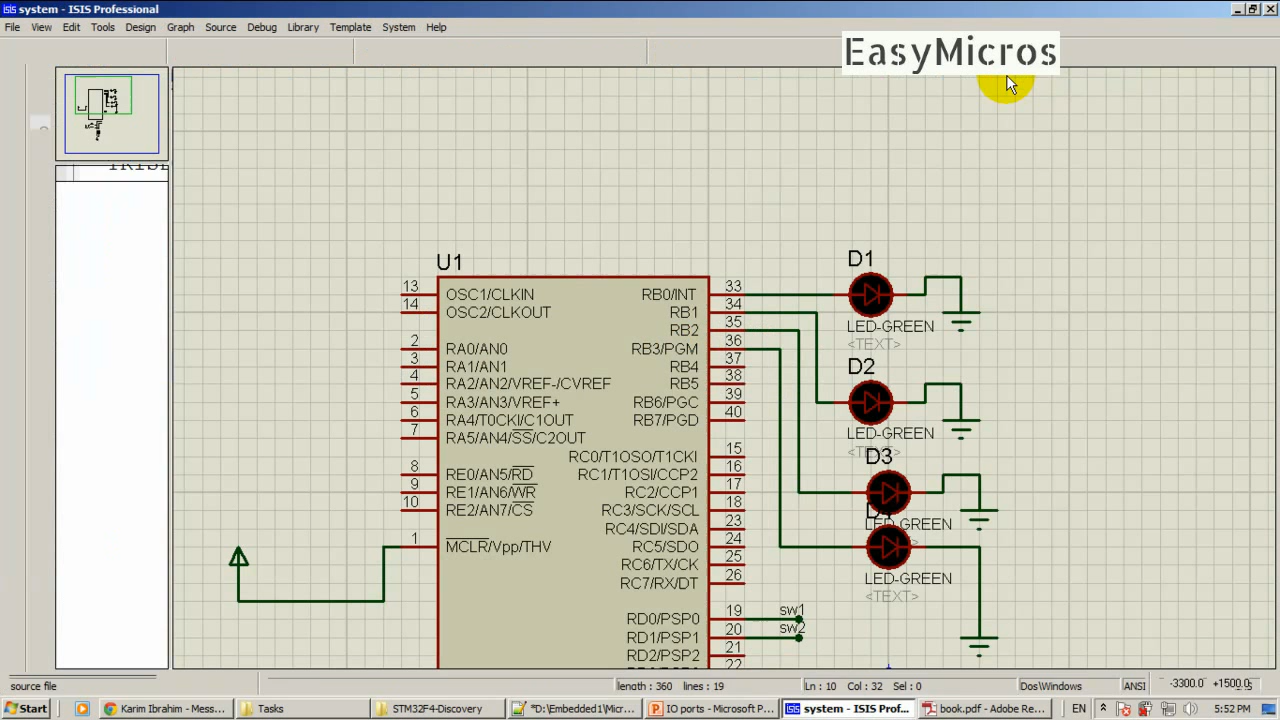 system - ISIS Professional
File View Edit Tools Design Graph Source Debug Library Template System Help
EasyMicros
U1
D1
13 OSC1/CLKIN RB0/INT 33
14 OSC2/CLKOUT RB1 34
RB2 35
2 RA0/AN0 RB3/PGM 36
3 RA1/AN1 RB4 37
4 RA2/AN2/VREF-/CVREF RB5 38
5 RA3/AN3/VREF+ RB6/PGC 39
6 RA4/T0CKI/C1OUT RB7/PGD 40
7 RA5/AN4/SS/C2OUT
RC0/T1OSO/T1CKI 15
8 RE0/AN5/RD RC1/T1OSI/CCP2 16
9 RE1/AN6/WR RC2/CCP1 17
10 RE2/AN7/CS RC3/SCK/SCL 18
RC4/SDI/SDA 23
1 MCLR/Vpp/THV RC5/SDO 24
RC6/TX/CK 25
RC7/RX/DT 26
RD0/PSP0 19 sw1
RD1/PSP1 20 sw2
RD2/PSP2 21
22
LED-GREEN
<TEXT>
D2
LED-GREEN
D3
LED-GREEN
D4
LED-GREEN
<TEXT>
source file length : 360 lines : 19 Ln : 10 Col : 32 Sel : 0 Dos\Windows ANSI -3300.0 +1500.0
Start Karim Ibrahim - Mess... Tasks STM32F4-Discovery *D:\Embedded1\Micr... IO ports - Microsoft P... system - ISIS Prof... book.pdf - Adobe Re... EN 5:52 PM